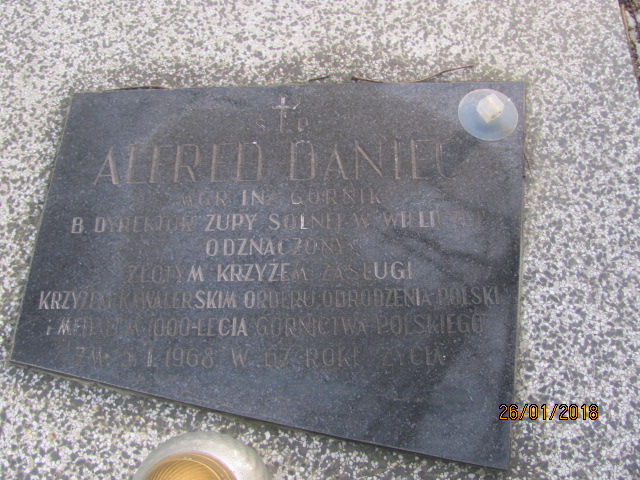 Ś P
ALFRED DANIEC
MGR. INŻ. GÓRNIK
B. DYREKTOR ŻUPY SOLNEJ W WIELICZCE
ODZNACZONY
ZŁOTYM KRZYŻEM ZASŁUGI
KRZYŻEM KAWALERSKIM ORDERU ODRODZENIA POLSKI
i MEDALEM 1000-LECIA GÓRNICTWA POLSKIEGO
ZM. 1.1968 W 67 ROKU ŻYCIA
26/01/2018